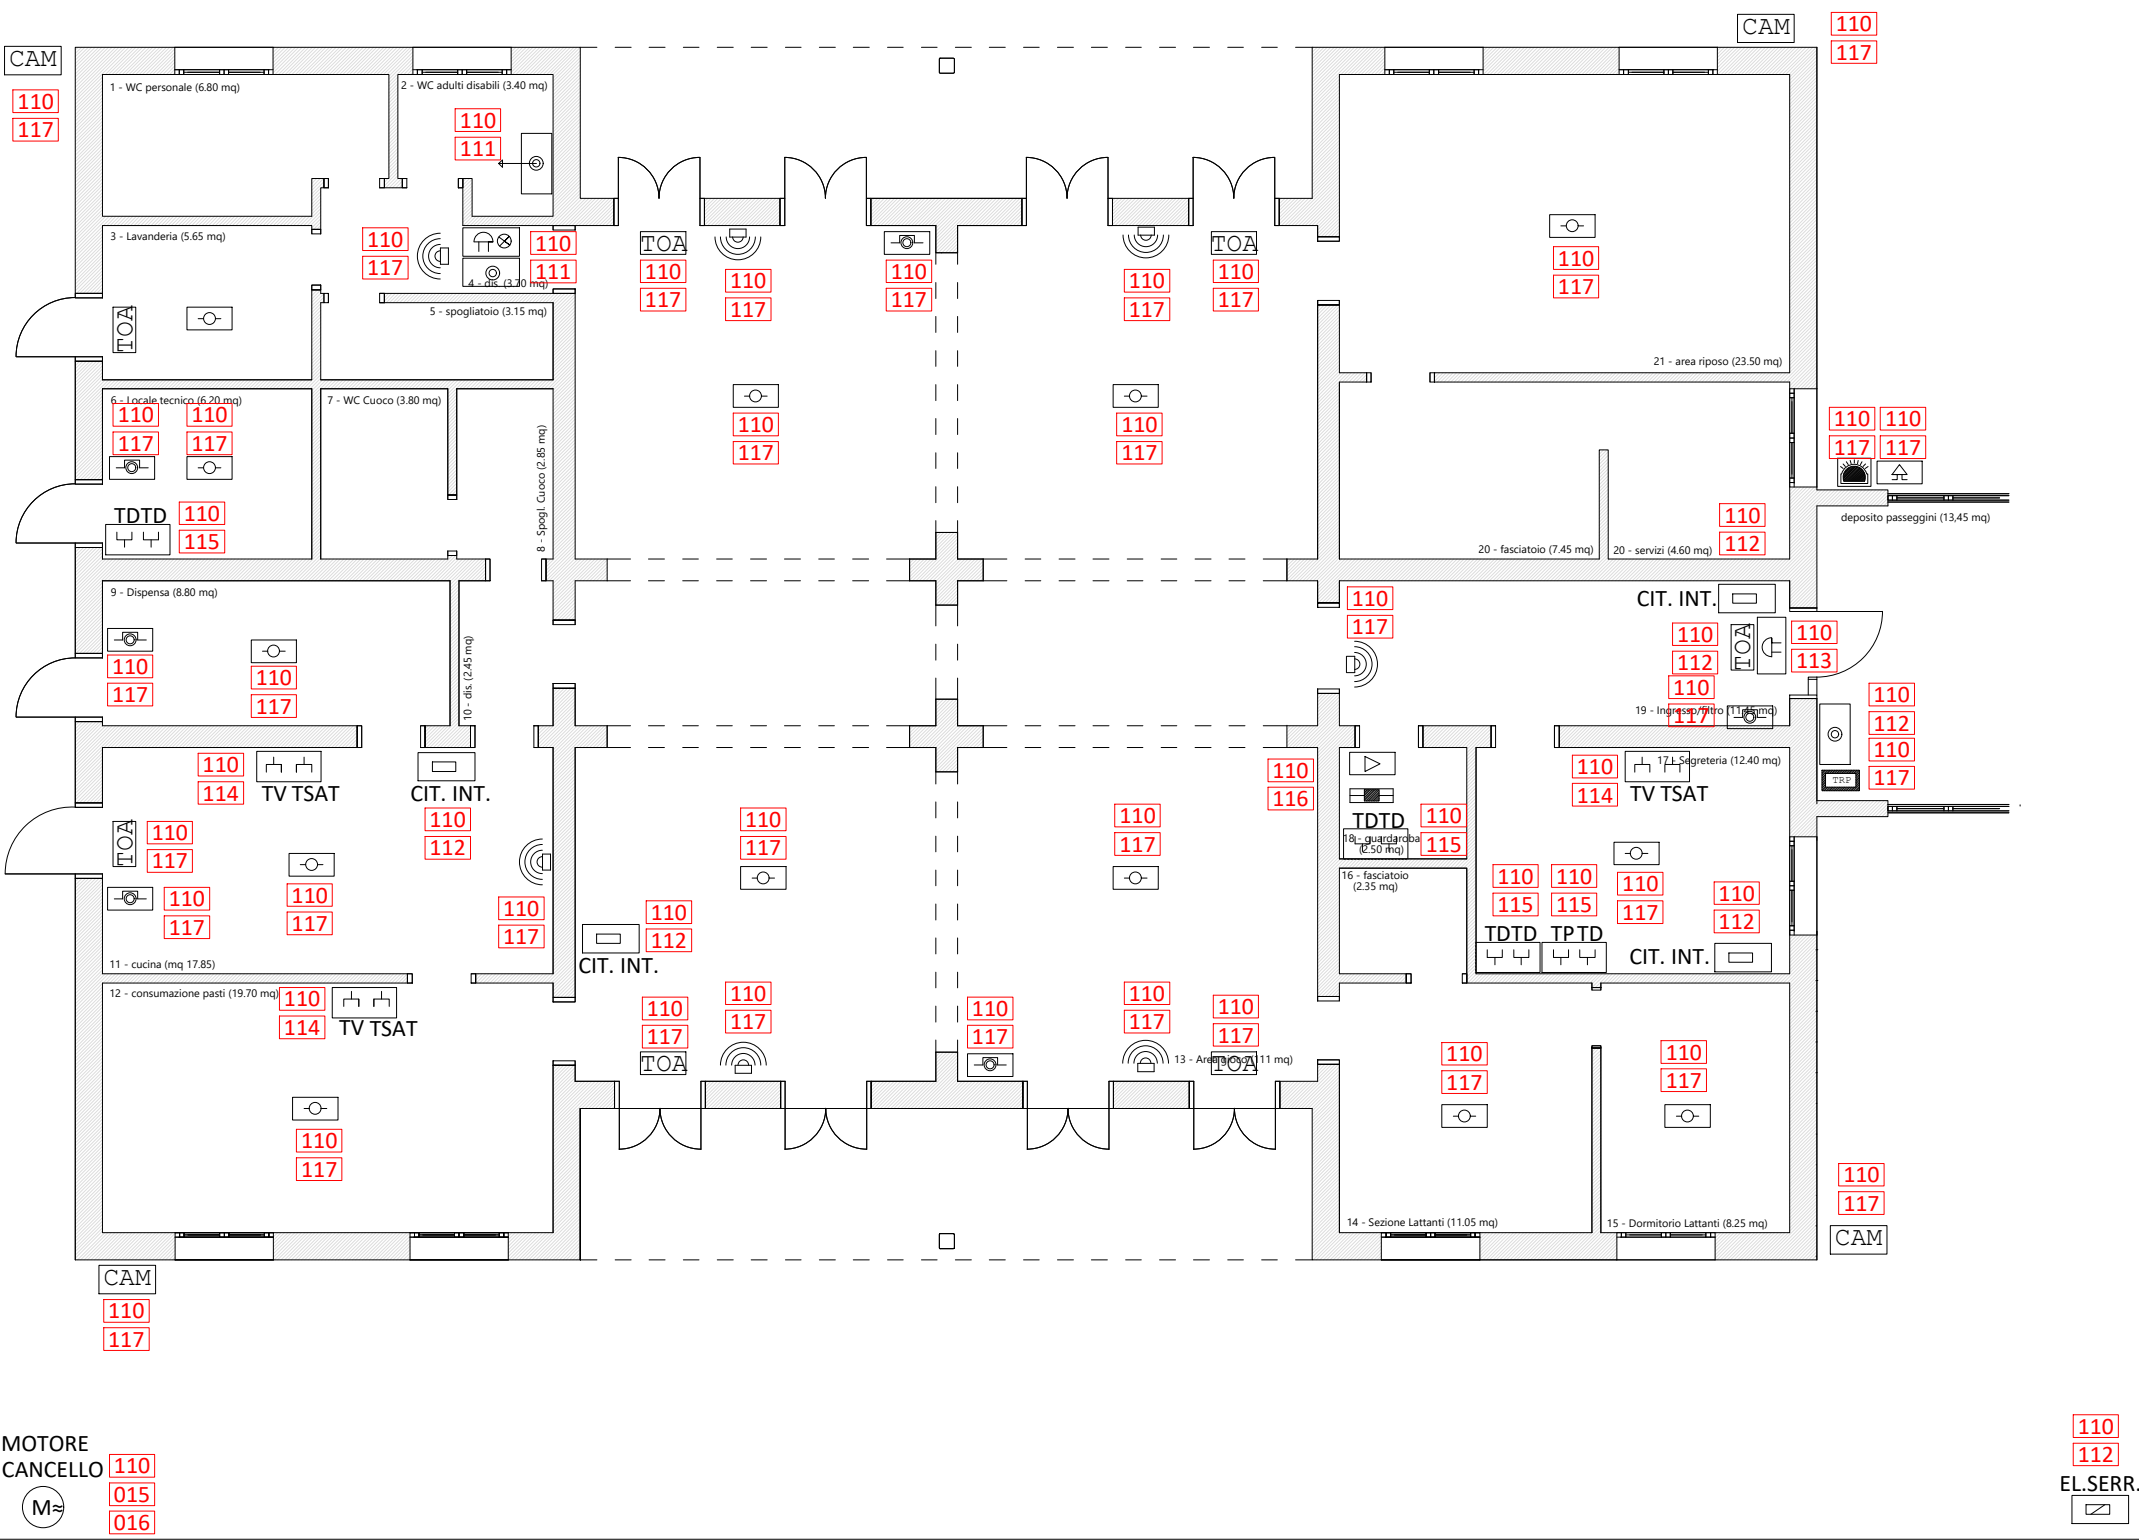 CAM
110
117
CAM
110
117
1 - WC personale (6.80 mq)
2 - WC adulti disabili (3.40 mq)
110
111
3 - Lavanderia (5.65 mq)
110
117
110
111
4 - dis. (3.70 mq)
5 - spogliatoio (3.15 mq)
TOA
TOA
110
117
110
117
110
117
110
117
TOA
110
117
110
117
21 - area riposo (23.50 mq)
6 - Locale tecnico (6.20 mq)
110
117
110
117
TDTD
110
115
7 - WC Cuoco (3.80 mq)
8 - Spogl. Cuoco (2.85 mq)
110
117
110
117
110
117
110
117
deposito passeggini (13,45 mq)
20 - fasciatoio (7.45 mq)
20 - servizi (4.60 mq)
110
112
9 - Dispensa (8.80 mq)
110
117
110
117
10 - dis. (2.45 mq)
110
117
CIT. INT.
110
112
TOA
110
113
110
117
19 - Ingresso/filtro (11.45 mq)
110
112
110
117
TRP
110
114
TV TSAT
CIT. INT.
110
112
TOA
110
117
110
117
110
117
110
117
11 - cucina (mq 17.85)
110
117
110
117
110
116
TDTD
110
115
18 - guardaroba
(2.50 mq)
16 - fasciatoio
(2.35 mq)
110
114
17 - Segreteria (12.40 mq)
TV TSAT
110
115
110
115
110
117
110
112
TDTD
TP TD
CIT. INT.
110
112
CIT. INT.
12 - consumazione pasti (19.70 mq)
110
114
TV TSAT
110
117
110
117
TOA
110
117
110
117
110
117
110
117
TOA
13 - Area gioco (111 mq)
110
117
110
117
14 - Sezione Lattanti (11.05 mq)
15 - Dormitorio Lattanti (8.25 mq)
110
117
CAM
CAM
110
117
MOTORE
CANCELLO
110
015
016
M≈
110
112
EL.SERR.